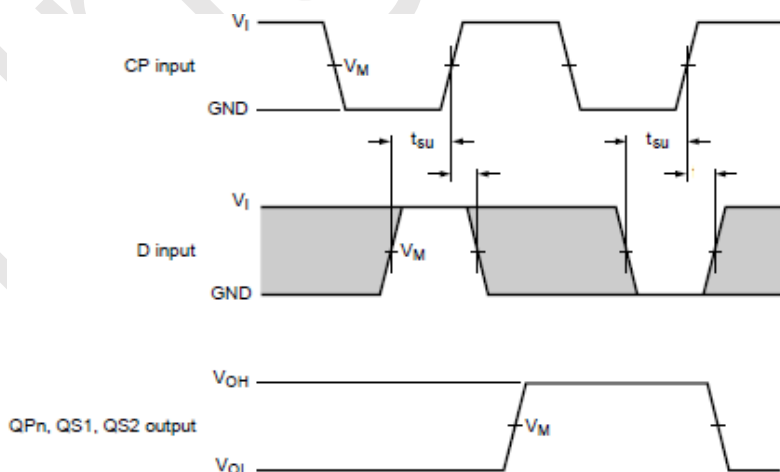 VI
CP input
VM
GND
tsu
tsu
VI
D input
VM
GND
VOH
QPn, QS1, QS2 output
VM
VOL